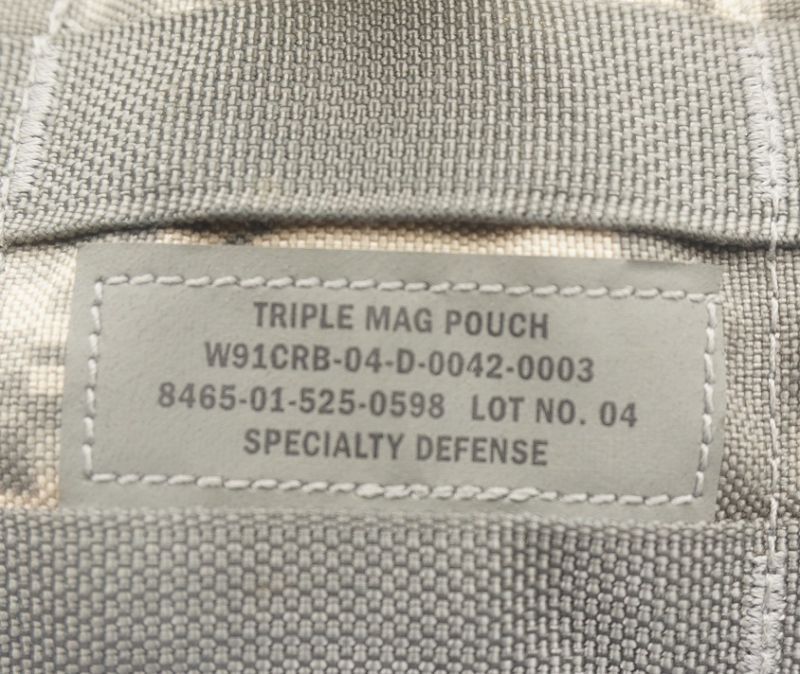 TRIPLE MAG POUCH
W91CRB-04-D-0042-0003
8465-01-525-0598 LOT NO. 04
SPECIALTY DEFENSE